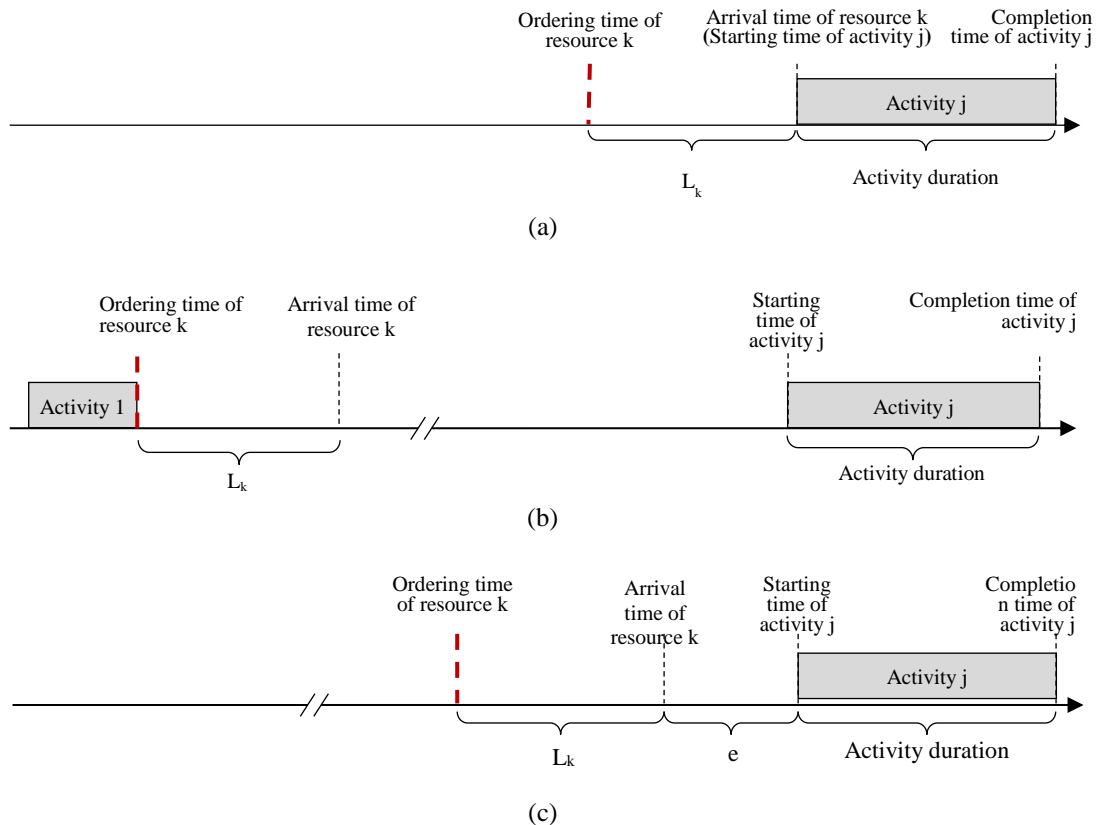 Ordering time of
resource k
Arrival time of resource k
(Starting time of activity j)
Completion
time of activity j
Activity j
L_k
Activity duration
(a)
Ordering time of
resource k
Arrival time of
resource k
Starting
time of
activity j
Completion time of
activity j
Activity 1
Activity j
L_k
Activity duration
(b)
Ordering time
of resource k
Arrival
time of
resource k
Starting
time of
activity j
Completio
n time of
activity j
Activity j
L_k
e
Activity duration
(c)